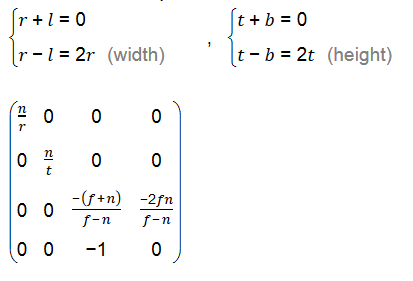 r + l = 0 t + b = 0
r − l = 2r (width) , t − b = 2t (height)
n/r 0 0 0
0 n/t 0 0
0 0 −(f+n)/f−n −2fn/f−n
0 0 −1 0